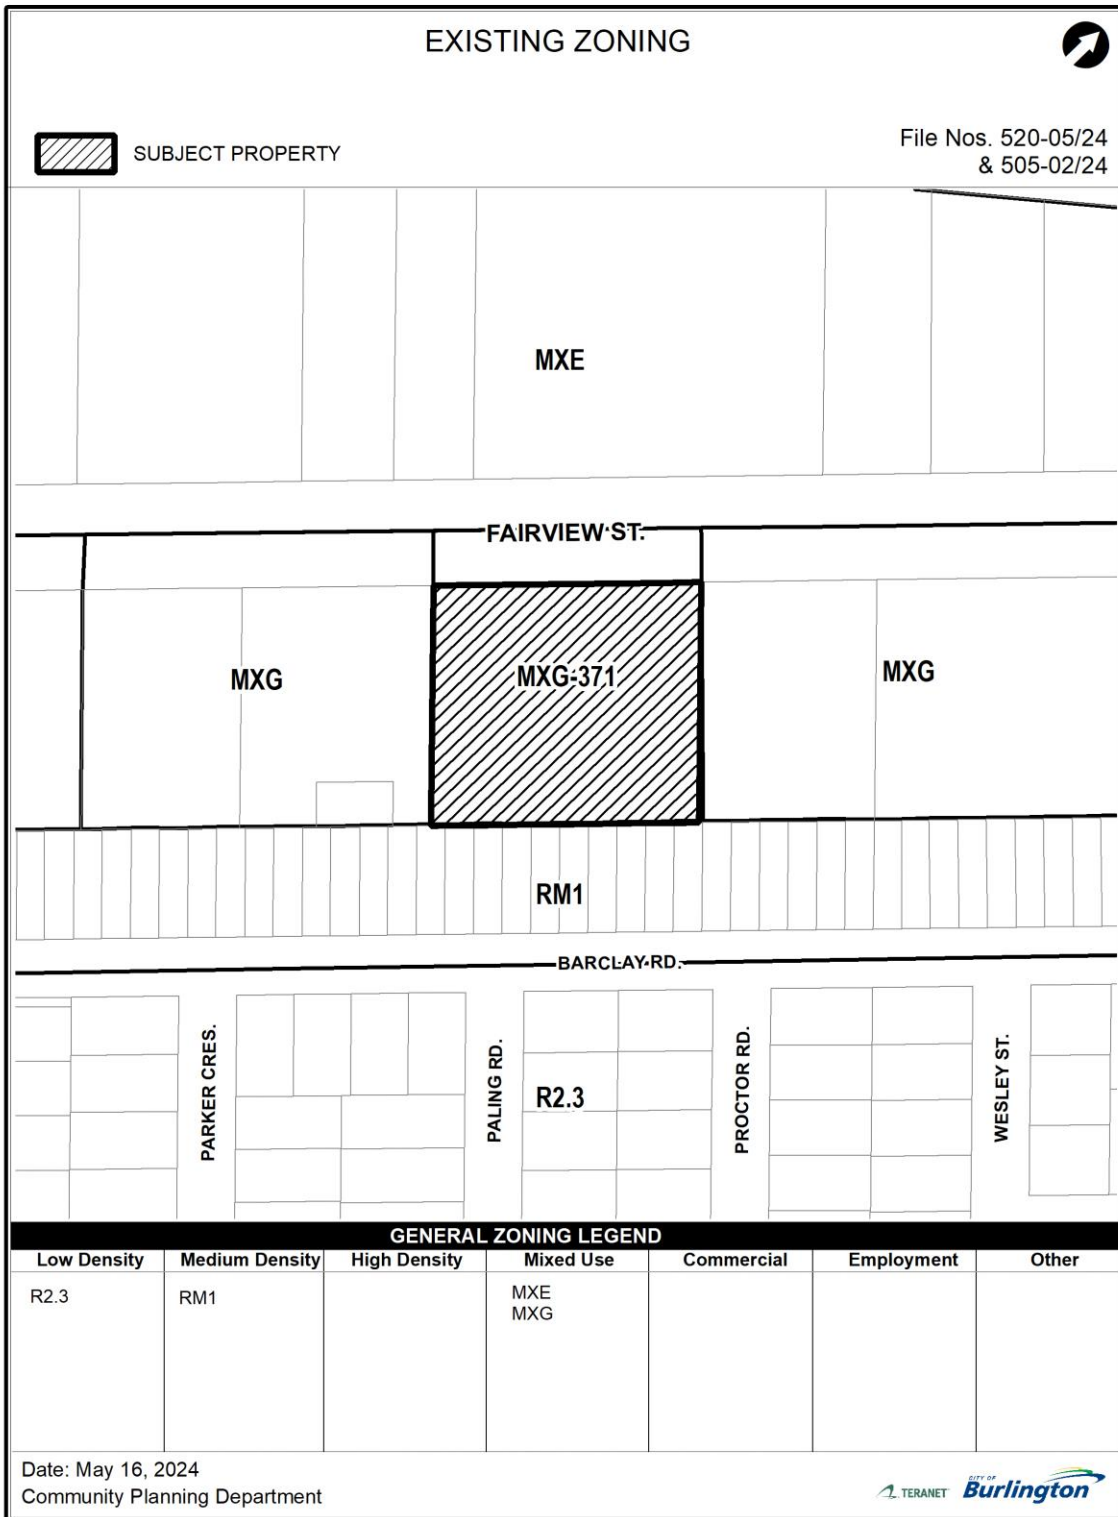 EXISTING ZONING
SUBJECT PROPERTY
File Nos. 520-05/24
& 505-02/24
MXE
FAIRVIEW ST.
MXG
MXG-371
MXG
RM1
BARCLAY RD.
PARKER CRES.
PALING RD.
R2.3
PROCTOR RD.
WESLEY ST.
GENERAL ZONING LEGEND
Low Density Medium Density High Density Mixed Use Commercial Employment Other
R2.3 RM1 MXE
MXG
Date: May 16, 2024
Community Planning Department
TERANET
CITY OF
Burlington